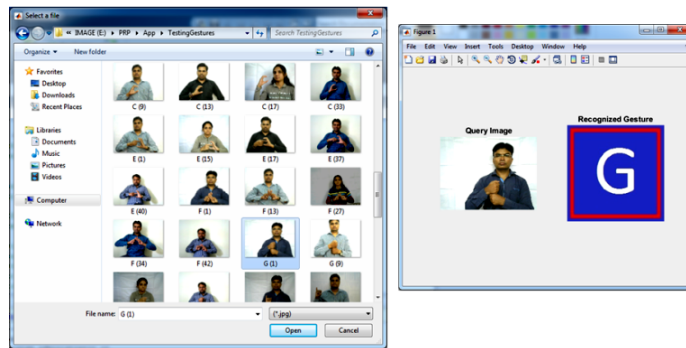 Select a file
« IMAGE (E:) ▸ PRP ▸ App ▸ TestingGestures
Search TestingGestures
Organize ▾ New folder
Favorites
Desktop
Downloads
Recent Places
Libraries
Documents
Music
Pictures
Videos
Computer
Network
C (9) C (13) C (17) C (33)
E (1) E (15) E (17) E (37)
E (40) F (1) F (13) F (27)
F (34) F (42) G (1) G (9)
File name: G (1) (*.jpg)
Open Cancel
Figure 1
File Edit View Insert Tools Desktop Window Help
Query Image
Recognized Gesture
G